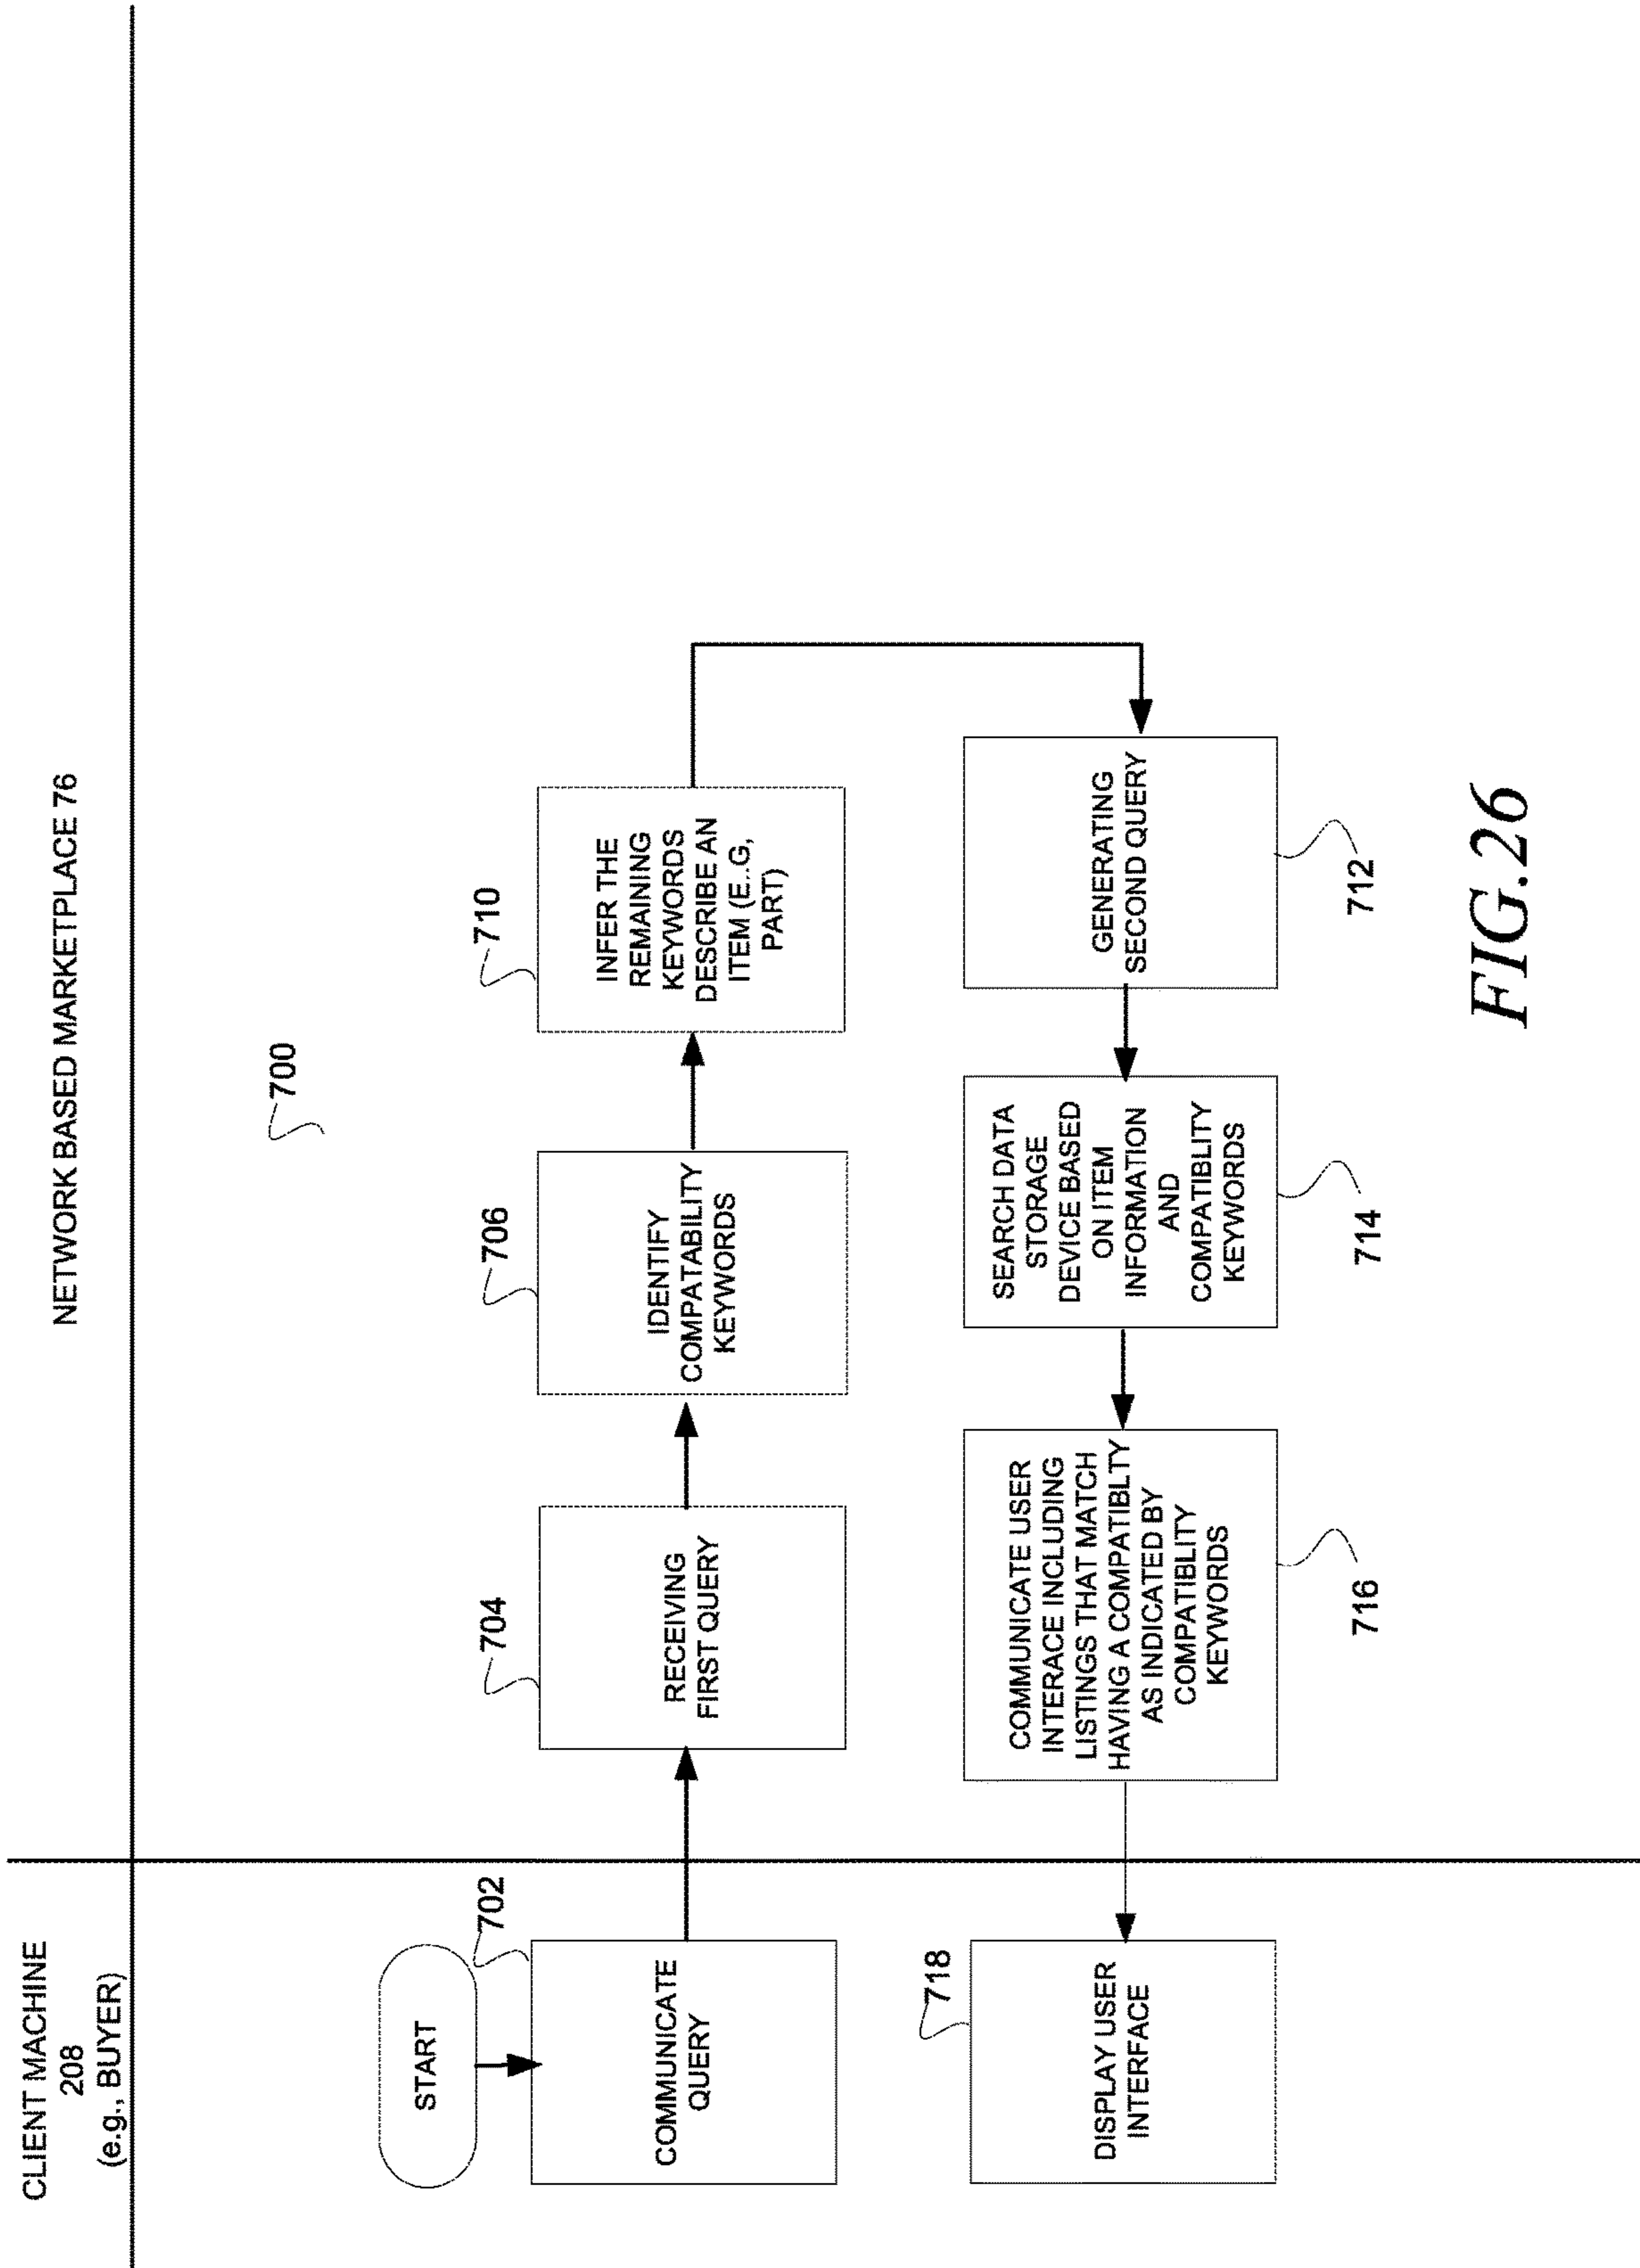 CLIENT MACHINE
208
(e.g., BUYER)
NETWORK BASED MARKETPLACE 76
700
START
702
COMMUNICATE
QUERY
704
RECEIVING
FIRST QUERY
706
IDENTIFY
COMPATABILITY
KEYWORDS
710
INFER THE
REMAINING
KEYWORDS
DESCRIBE AN
ITEM (E..G,
PART)
GENERATING
SECOND QUERY
712
SEARCH DATA
STORAGE
DEVICE BASED
ON ITEM
INFORMATION
AND
COMPATIBLITY
KEYWORDS
714
COMMUNICATE USER
INTERACE INCLUDING
LISTINGS THAT MATCH
HAVING A COMPATIBLTY
AS INDICATED BY
COMPATIBLITY
KEYWORDS
716
718
DISPLAY USER
INTERFACE
FIG.26